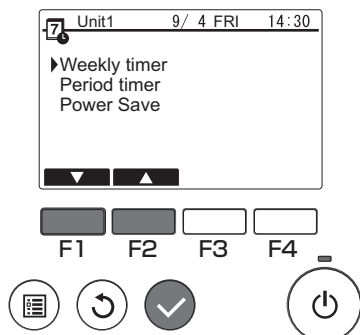 7 Unit1 9/ 4 FRI 14:30
Weekly timer
Period timer
Power Save
F1 F2 F3 F4